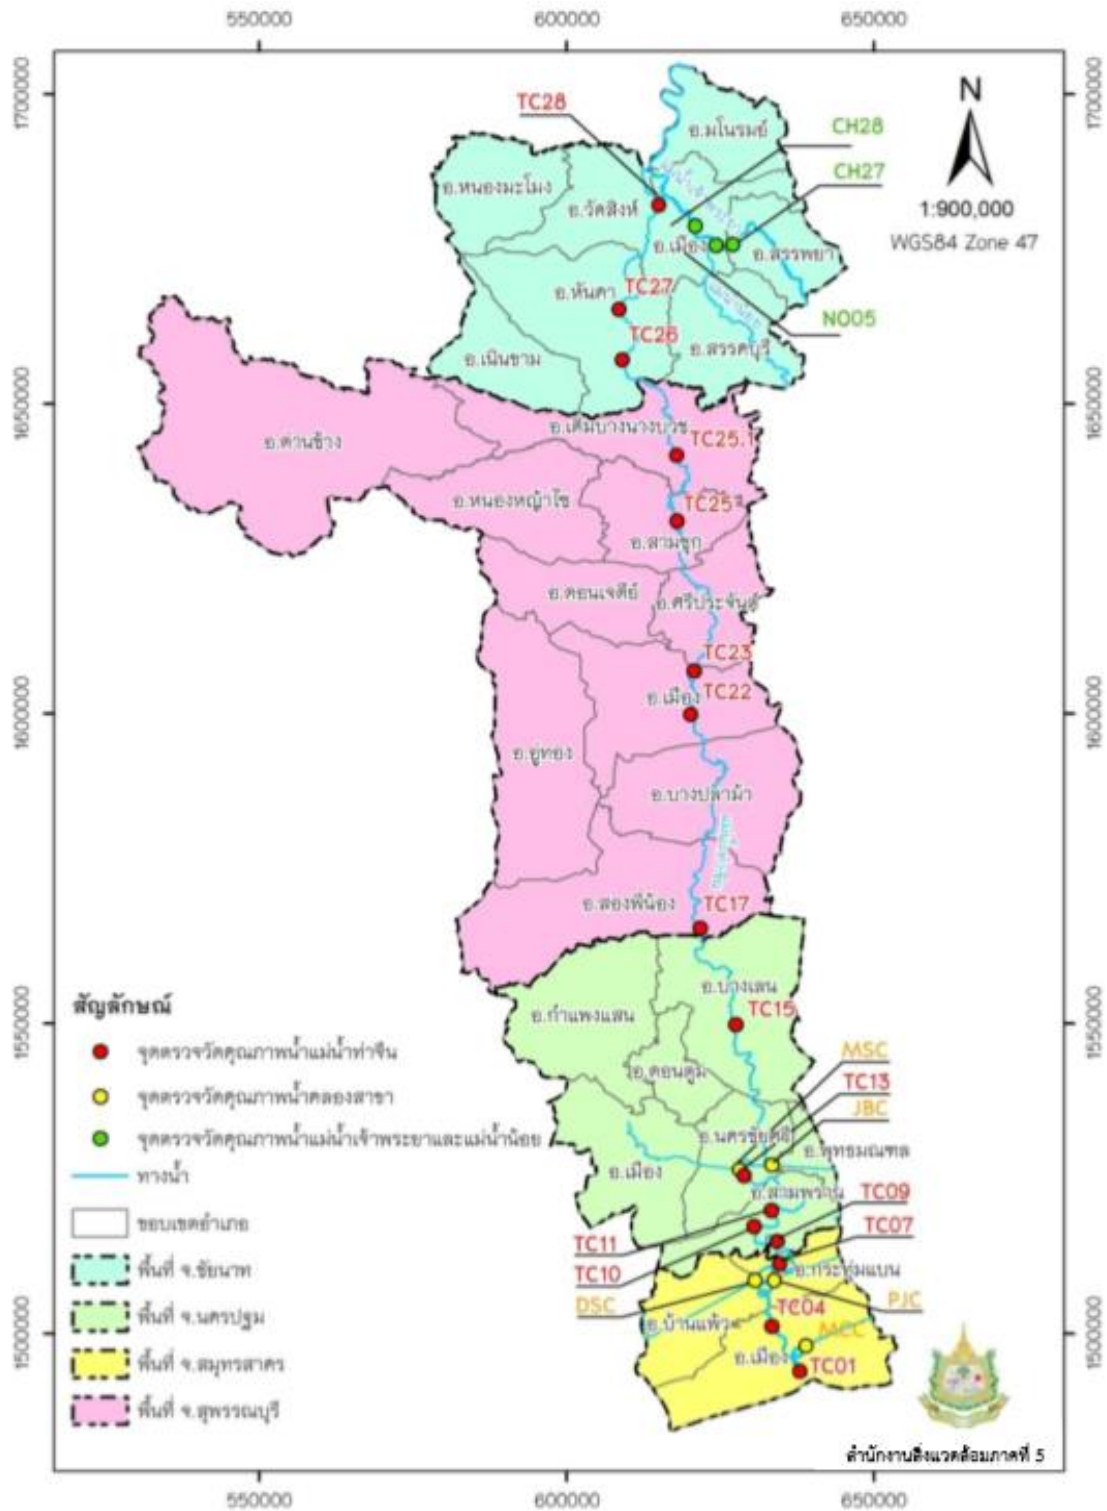 550000 600000 650000
1700000
1650000
1600000
1550000
1500000
1700000
1650000
1600000
1550000
1500000
N
1:900,000
WGS84 Zone 47
TC28
CH28
CH27
อ.มโนรมย์
อ.หนองมะโมง
อ.วัดสิงห์
อ.เมือง
อ.สรรพยา
อ.หันคา
TC27
NO05
TC26
อ.สรรคบุรี
อ.เนินขาม
อ.เดิมบางนางบวช
อ.ด่านช้าง
TC25.1
อ.หนองหญ้าไซ
TC25
อ.สามชุก
อ.ดอนเจดีย์
อ.ศรีประจันต์
TC23
อ.เมือง
TC22
อ.อู่ทอง
อ.บางปลาม้า
อ.สองพี่น้อง
TC17
อ.บางเลน
TC15
อ.กำแพงแสน
อ.ดอนตูม
MSC
TC13
JBC
อ.นครชัยศรี
อ.พุทธมณฑล
อ.เมือง
อ.สามพราน
TC09
TC11
TC07
TC10
อ.กระทุ่มแบน
DSC
PJC
TC04
อ.บ้านแพ้ว
MCC
อ.เมือง
TC01
สัญลักษณ์
จุดตรวจวัดคุณภาพน้ำแม่น้ำท่าจีน
จุดตรวจวัดคุณภาพน้ำคลองสาขา
จุดตรวจวัดคุณภาพน้ำแม่น้ำเจ้าพระยาและแม่น้ำน้อย
ทางน้ำ
ขอบเขตอำเภอ
พื้นที่ จ.ชัยนาท
พื้นที่ จ.นครปฐม
พื้นที่ จ.สมุทรสาคร
พื้นที่ จ.สุพรรณบุรี
สำนักงานสิ่งแวดล้อมภาคที่ 5
550000 600000 650000